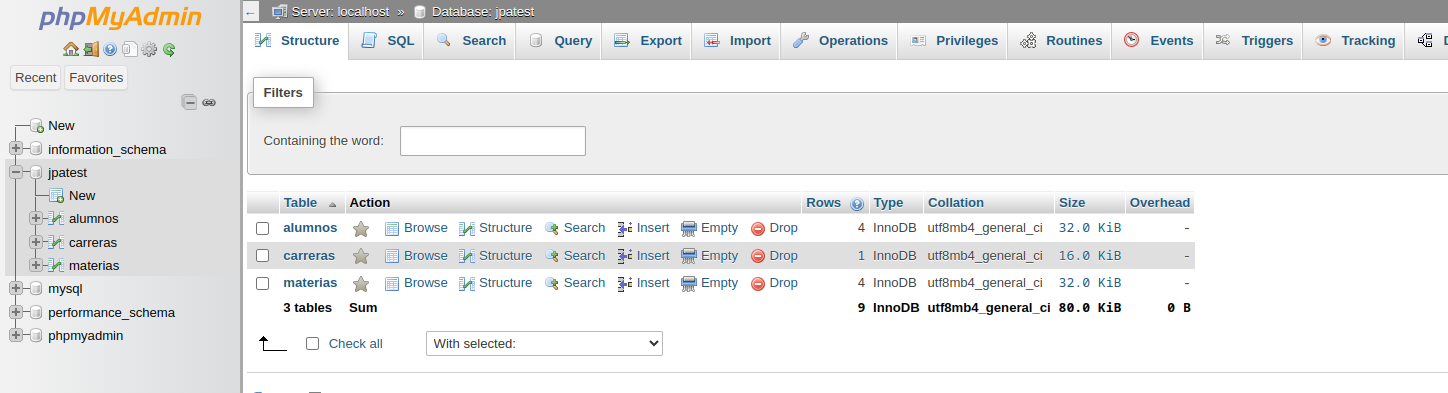 phpMyAdmin
Recent Favorites
New
information_schema
jpatest
New
alumnos
carreras
materias
mysql
performance_schema
phpmyadmin
← Server: localhost » Database: jpatest
Structure SQL Search Query Export Import Operations Privileges Routines Events Triggers Tracking
Filters
Containing the word:
Table Action Rows Type Collation Size Overhead
alumnos Browse Structure Search Insert Empty Drop 4 InnoDB utf8mb4_general_ci 32.0 KiB -
carreras Browse Structure Search Insert Empty Drop 1 InnoDB utf8mb4_general_ci 16.0 KiB -
materias Browse Structure Search Insert Empty Drop 4 InnoDB utf8mb4_general_ci 32.0 KiB -
3 tables Sum 9 InnoDB utf8mb4_general_ci 80.0 KiB 0 B
Check all With selected: